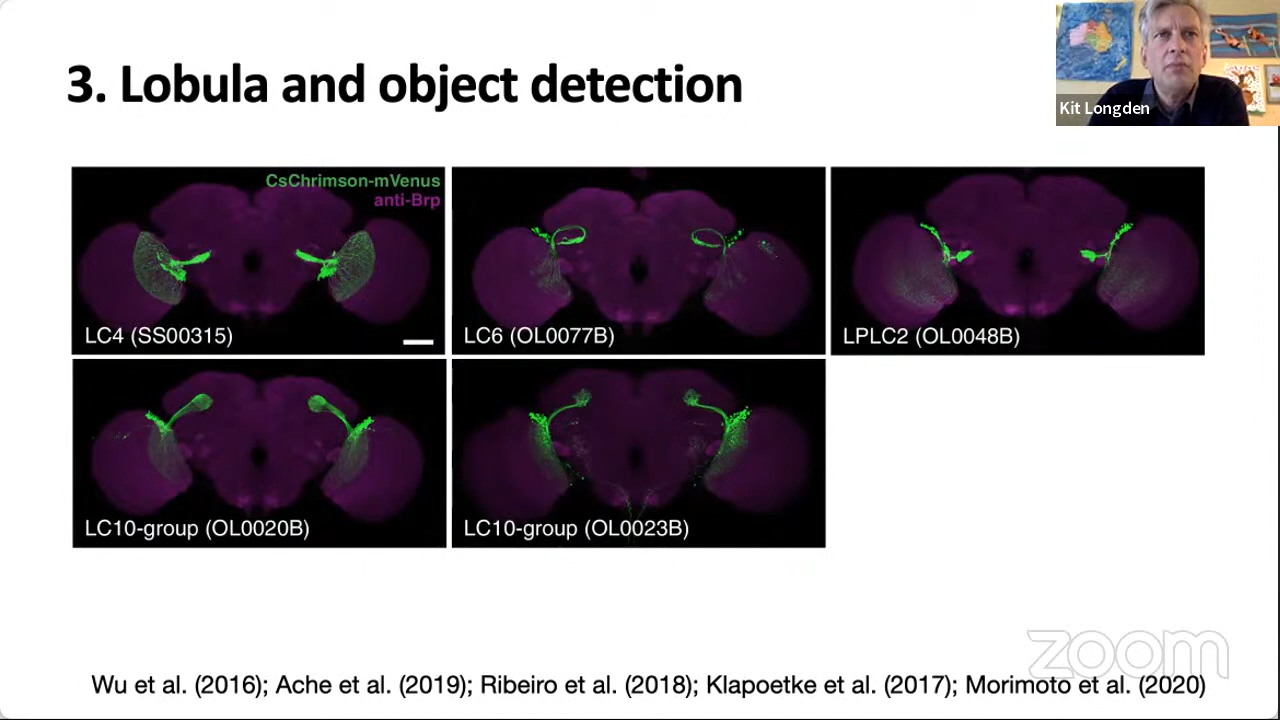 3. Lobula and object detection
Kit Longden
CsChrimson-mVenus
anti-Brp
LC4 (SS00315)
LC6 (OL0077B)
LPLC2 (OL0048B)
LC10-group (OL0020B)
LC10-group (OL0023B)
zoom
Wu et al. (2016); Ache et al. (2019); Ribeiro et al. (2018); Klapoetke et al. (2017); Morimoto et al. (2020)